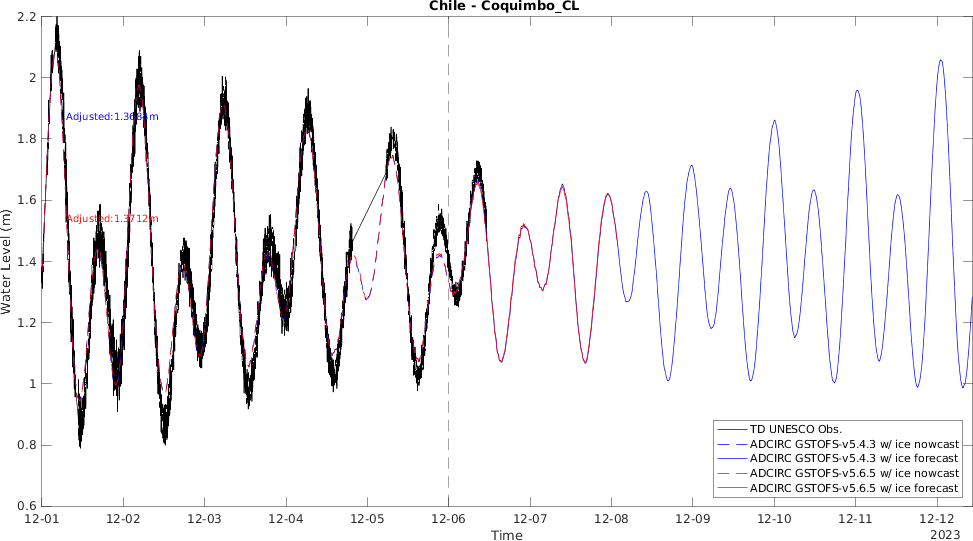 Chile - Coquimbo_CL
2.2
2
1.8
1.6
1.4
1.2
1
0.8
0.6
Water Level (m)
Adjusted:1.3684m
Adjusted:1.3712m
TD UNESCO Obs.
ADCIRC GSTOFS-v5.4.3 w/ ice nowcast
ADCIRC GSTOFS-v5.4.3 w/ ice forecast
ADCIRC GSTOFS-v5.6.5 w/ ice nowcast
ADCIRC GSTOFS-v5.6.5 w/ ice forecast
12-01 12-02 12-03 12-04 12-05 12-06 12-07 12-08 12-09 12-10 12-11 12-12
2023
Time